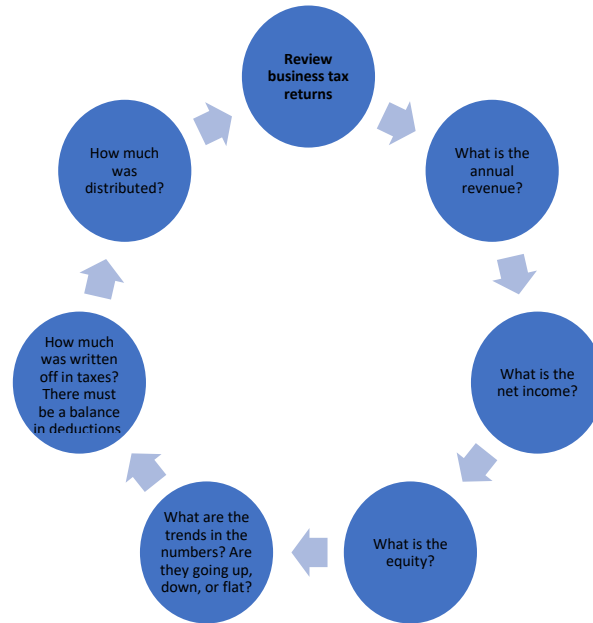 Review
business tax
returns
What is the
annual
revenue?
What is the
net income?
What is the
equity?
What are the
trends in the
numbers? Are
they going up,
down, or flat?
How much
was written
off in taxes?
There must
be a balance
in deductions
How much
was
distributed?